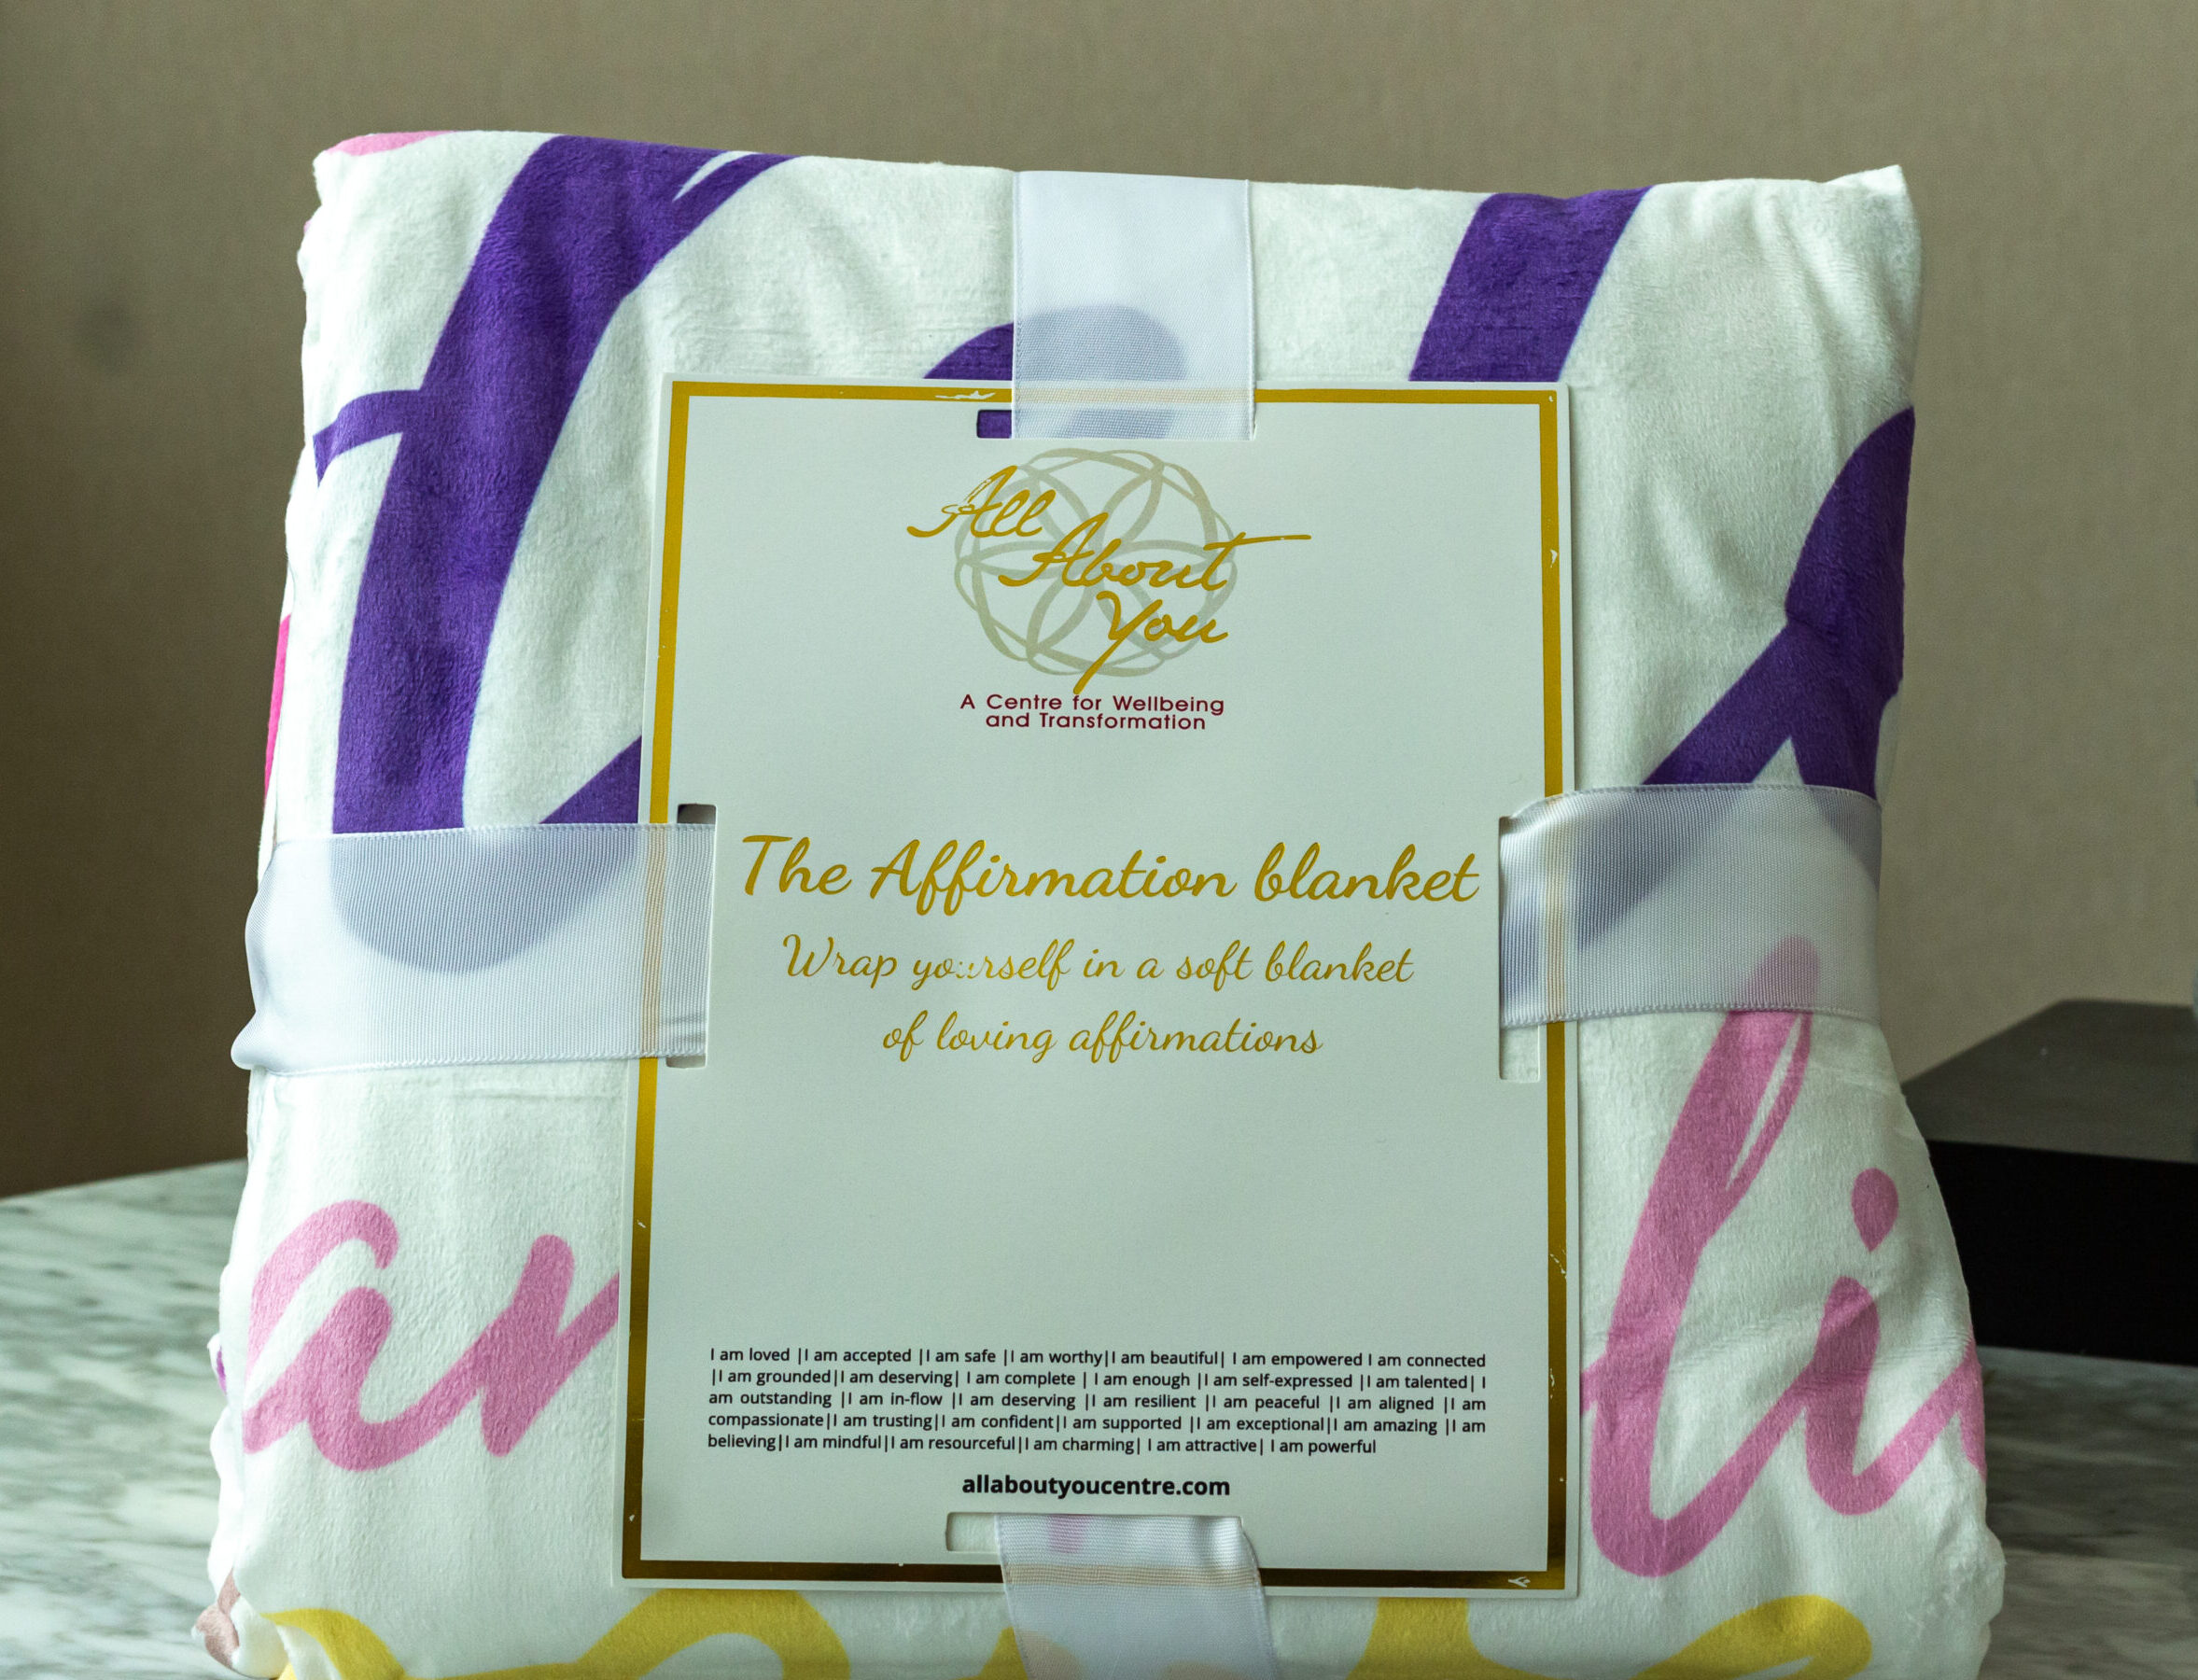 All
About
You
A Centre for Wellbeing
and Transformation
The Affirmation blanket
Wrap yourself in a soft blanket
of loving affirmations
I am loved |I am accepted |I am safe |I am worthy|I am beautiful| I am empowered I am connected
|I am grounded|I am deserving| I am complete | I am enough |I am self-expressed |I am talented| I
am outstanding |I am in-flow |I am deserving |I am resilient |I am peaceful |I am aligned |I am
compassionate|I am trusting|I am confident|I am supported |I am exceptional|I am amazing |I am
believing|I am mindful|I am resourceful|I am charming| I am attractive| I am powerful
allaboutyoucentre.com